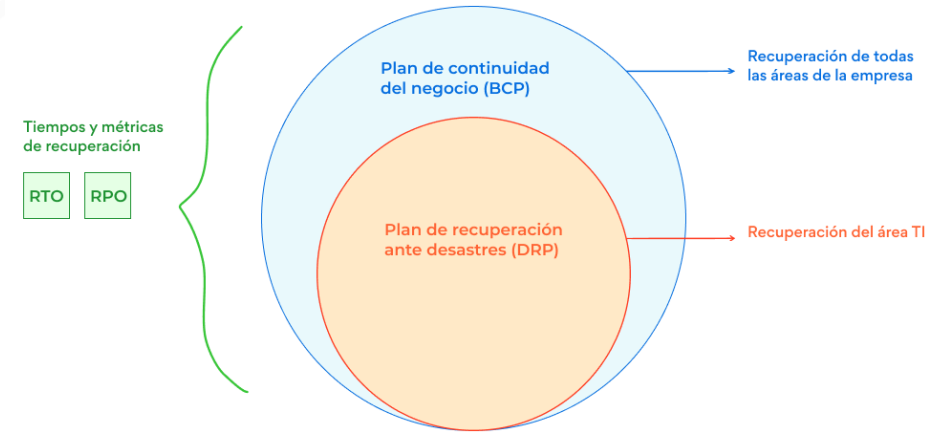 Plan de continuidad
del negocio (BCP)
Recuperación de todas
las áreas de la empresa
Tiempos y métricas
de recuperación
RTO
RPO
Plan de recuperación
ante desastres (DRP)
Recuperación del área TI